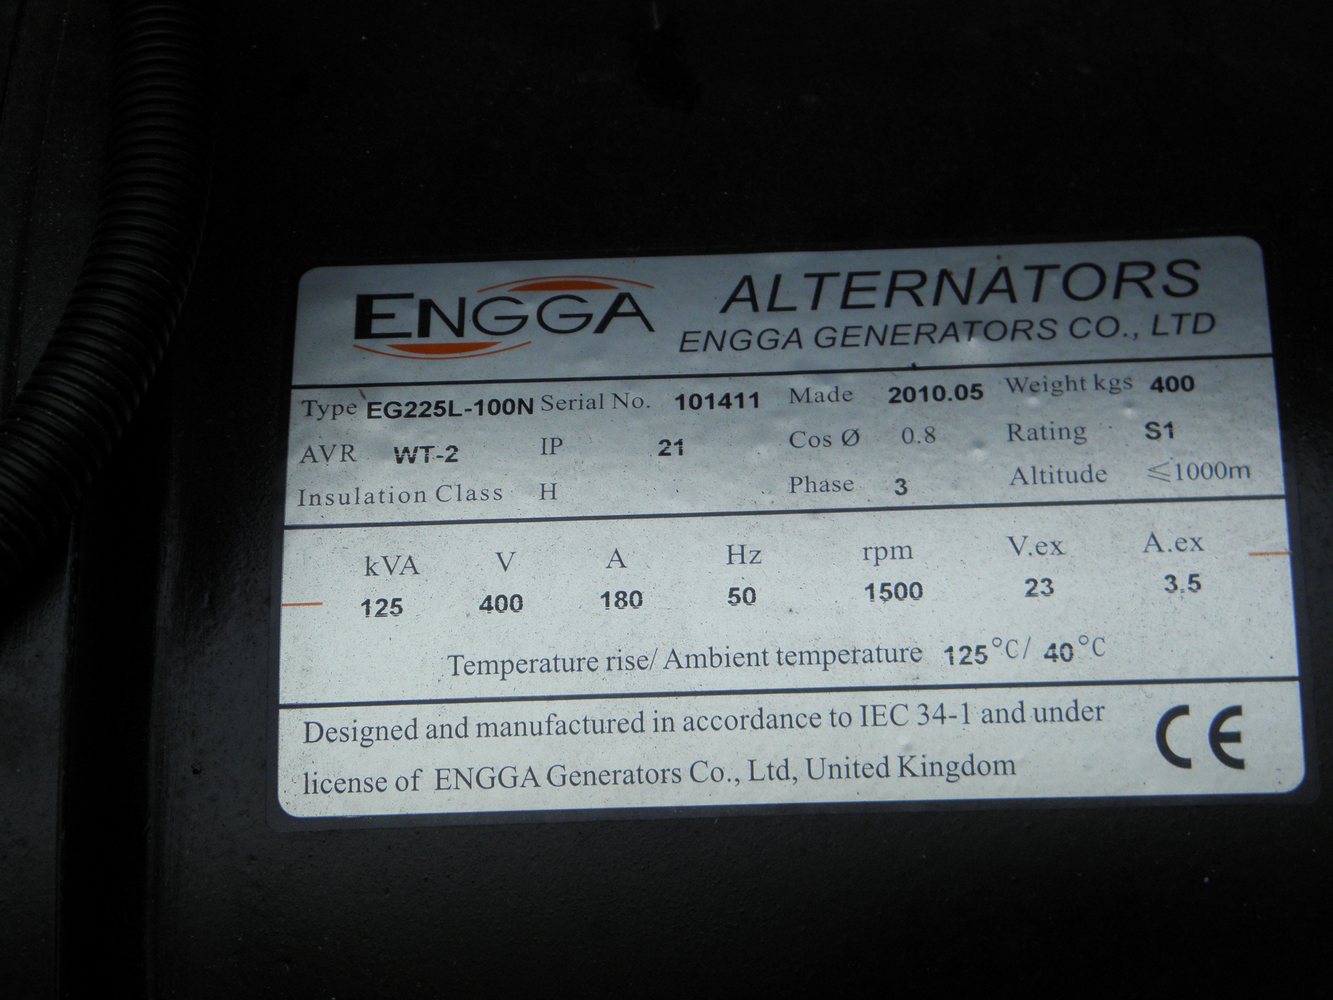 ENGGA ALTERNATORS
ENGGA GENERATORS CO., LTD
Type EG225L-100N Serial No. 101411 Made 2010.05 Weight kgs 400
AVR WT-2 IP 21 Cos Ø 0.8 Rating S1
Insulation Class H Phase 3 Altitude ≤1000m
kVA V A Hz rpm V.ex A.ex
125 400 180 50 1500 23 3.5
Temperature rise/ Ambient temperature 125°C/ 40°C
Designed and manufactured in accordance to IEC 34-1 and under
license of ENGGA Generators Co., Ltd, United Kingdom
CE